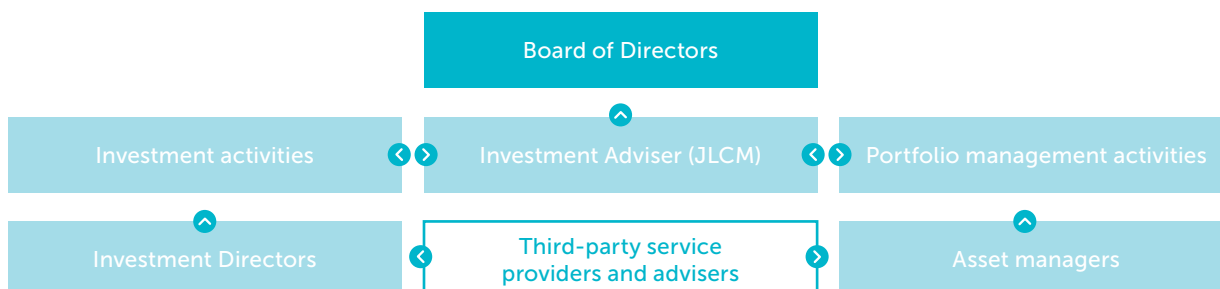 Board of Directors
Investment activities
Investment Adviser (JLCM)
Portfolio management activities
Investment Directors
Third-party service
providers and advisers
Asset managers